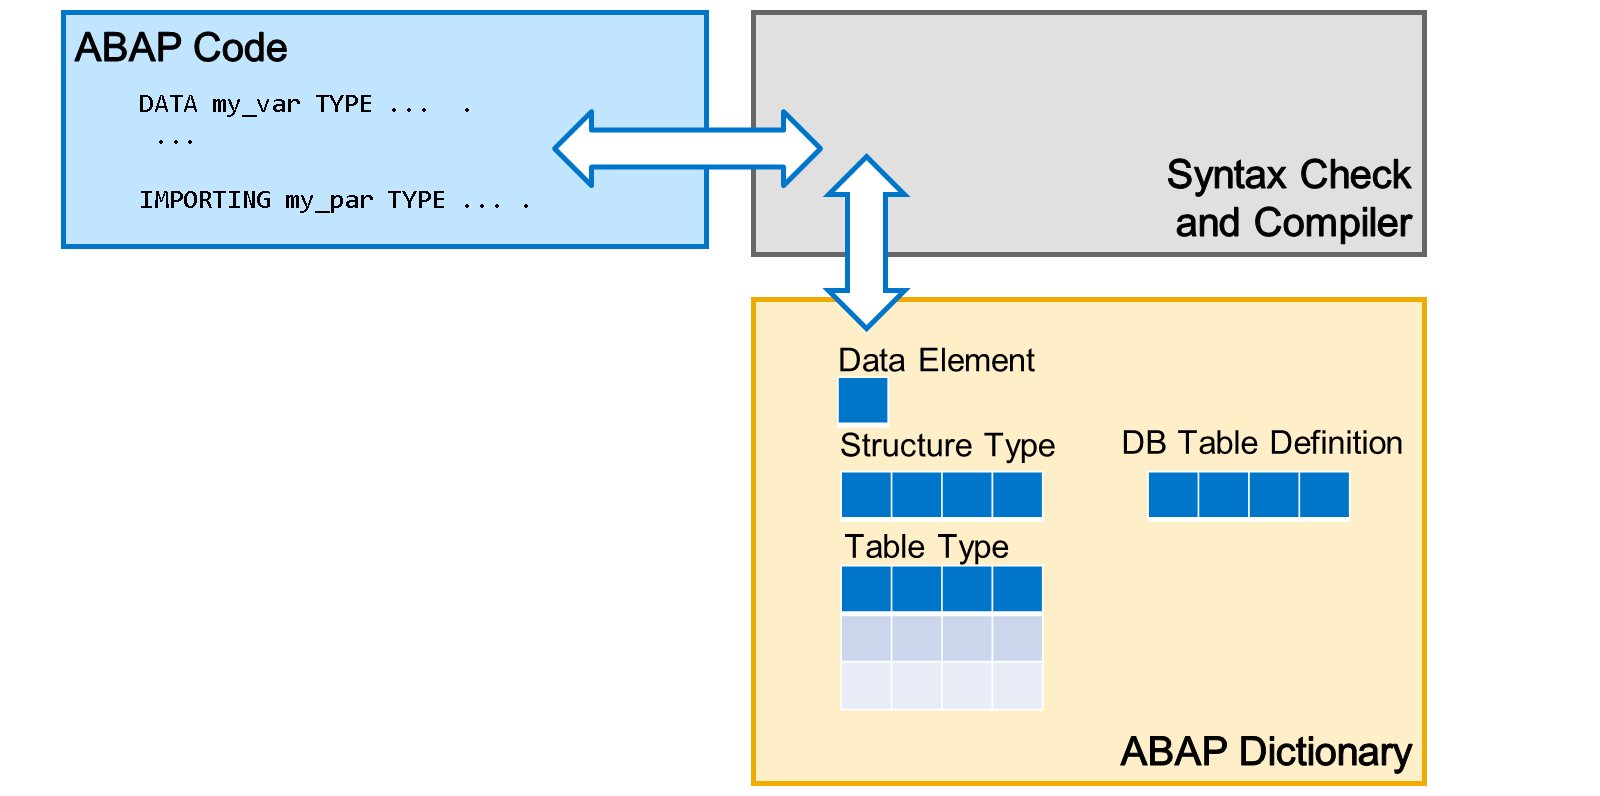 ABAP Code
DATA my_var TYPE ... .
...
IMPORTING my_par TYPE ... .
Syntax Check
and Compiler
Data Element
Structure Type
DB Table Definition
Table Type
ABAP Dictionary